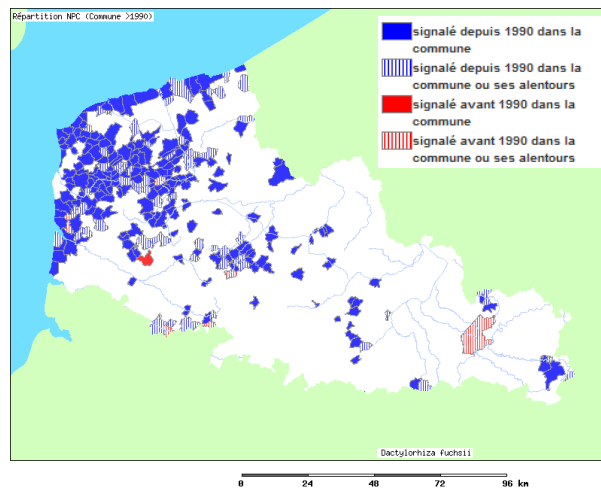 Répartition NPC (Commune >1990)
signalé depuis 1990 dans la
commune
signalé depuis 1990 dans la
commune ou ses alentours
signalé avant 1990 dans la
commune
signalé avant 1990 dans la
commune ou ses alentours
Dactylorhiza fuchsii
0 24 48 72 96 km